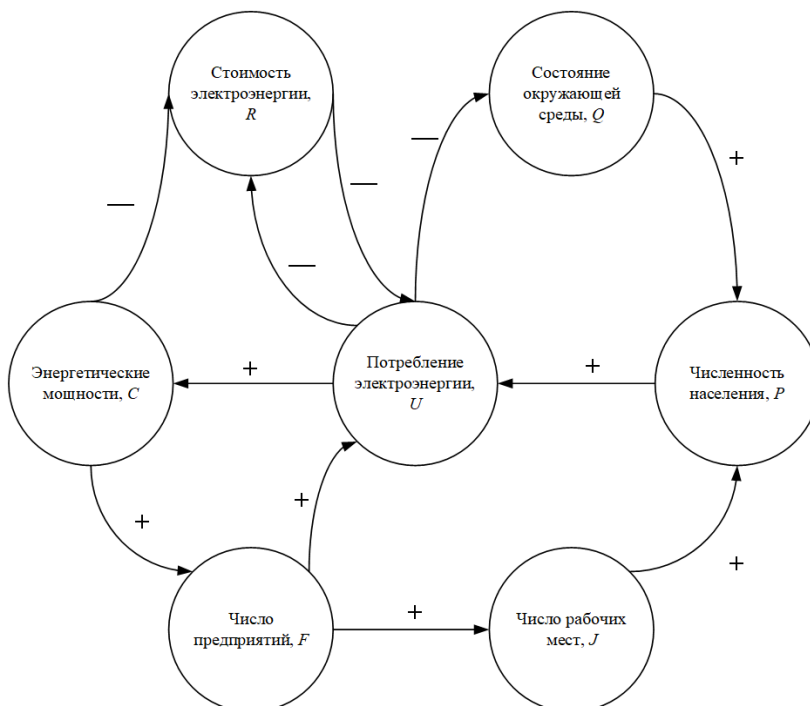 Стоимость
электроэнергии,
R
Состояние
окружающей
среды, Q
—
—
+
—
—
Энергетические
мощности, C
+
Потребление
электроэнергии,
U
+
Численность
населения, P
+
+
+
+
Число
предприятий, F
Число рабочих
мест, J